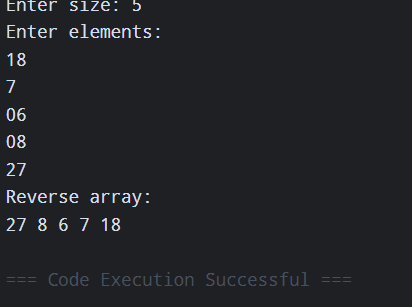 Enter size: 5
Enter elements:
18
7
06
08
27
Reverse array:
27 8 6 7 18
=== Code Execution Successful ===